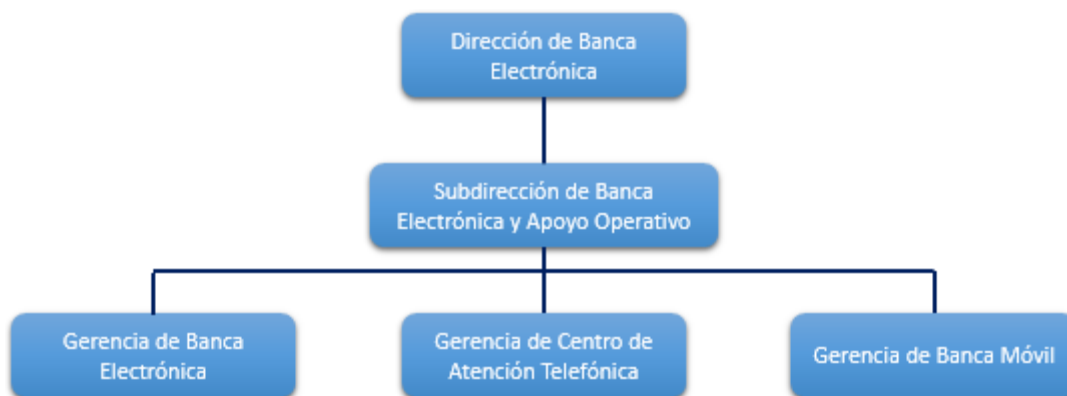 Dirección de Banca
Electrónica
Subdirección de Banca
Electrónica y Apoyo Operativo
Gerencia de Banca
Electrónica
Gerencia de Centro de
Atención Telefónica
Gerencia de Banca Móvil